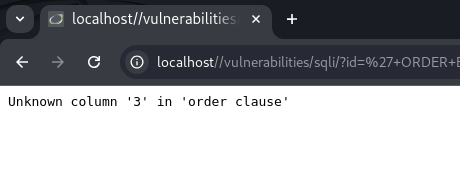 localhost//vulnerabilities
localhost//vulnerabilities/sqli/?id=%27+ORDER+
Unknown column '3' in 'order clause'